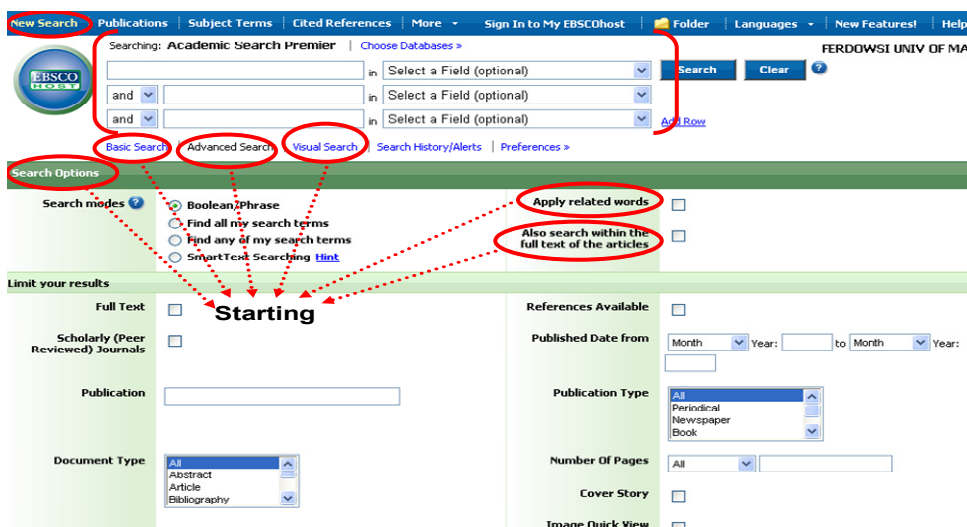 New Search Publications Subject Terms Cited References More Sign In to My EBSCOhost Folder Languages New Features! Help
Searching: Academic Search Premier Choose Databases »
FERDOWSI UNIV OF MA
EBSCO
HOST
in Select a Field (optional) Search Clear ?
and in Select a Field (optional)
and in Select a Field (optional) Add Row
Basic Search Advanced Search Visual Search Search History/Alerts Preferences »
Search Options
Search modes ? Boolean/Phrase Apply related words
Find all my search terms
Find any of my search terms Also search within the
full text of the articles
SmartText Searching Hint
Limit your results
Full Text Starting References Available
Scholarly (Peer
Reviewed) Journals
Published Date from Month Year: to Month Year:
Publication Publication Type All
Periodical
Newspaper
Book
Document Type All
Abstract
Article
Bibliography
Number Of Pages All
Cover Story
Image Quick View